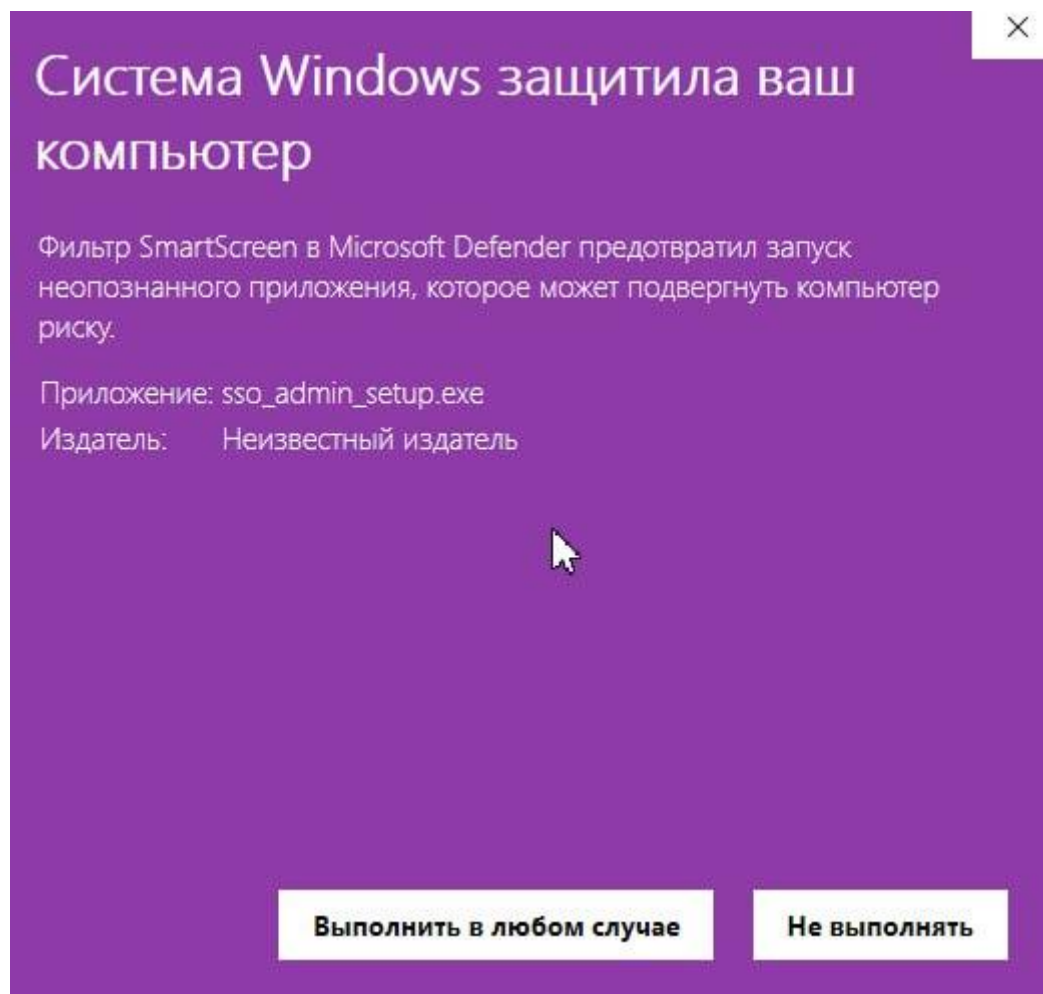 Система Windows защитила ваш
компьютер
Фильтр SmartScreen в Microsoft Defender предотвратил запуск
неопознанного приложения, которое может подвергнуть компьютер
риску.
Приложение: sso_admin_setup.exe
Издатель: Неизвестный издатель
Выполнить в любом случае Не выполнять